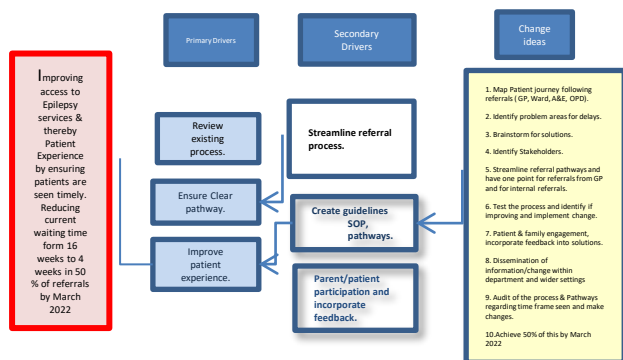 Primary Drivers
Secondary
Drivers
Change
ideas
Improving
access to
Epilepsy
services &
thereby
Patient
Experience
by ensuring
patients are
seen timely.
Reducing
current
waiting time
form 16
weeks to 4
weeks in 50
% of referrals
by March
2022
Review
existing
process.
Ensure Clear
pathway.
Improve
patient
experience.
Streamline referral
process.
Create guidelines
SOP,
pathways.
Parent/patient
participation and
incorporate
feedback.
1. Map Patient journey following
referrals ( GP, Ward, A&E, OPD).
2. Identify problem areas for delays.
3. Brainstorm for solutions.
4. Identify Stakeholders.
5. Streamline referral pathways and
have one point for referrals from GP
and for internal referrals.
6. Test the process and identify if
improving and implement change.
7. Patient & family engagement,
incorporate feedback into solutions.
8. Dissemination of
information/change within
department and wider settings
9. Audit of the process & Pathways
regarding time frame seen and make
changes.
10.Achieve 50% of this by March
2022